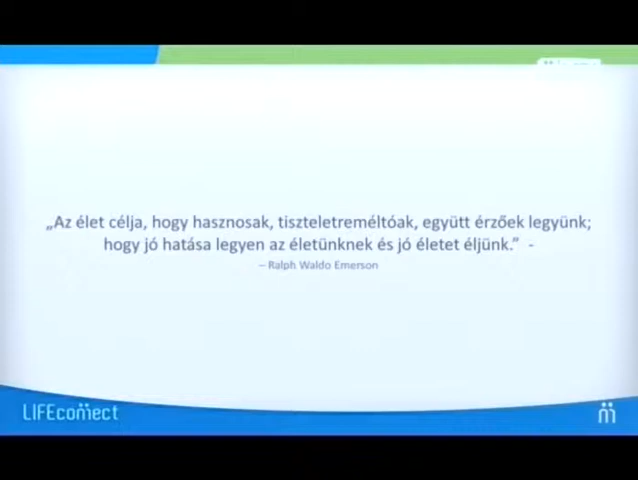 „Az élet célja, hogy hasznosak, tiszteletreméltóak, együtt érzőek legyünk;
hogy jó hatása legyen az életünknek és jó életet éljünk.” -
– Ralph Waldo Emerson
LIFEconnect